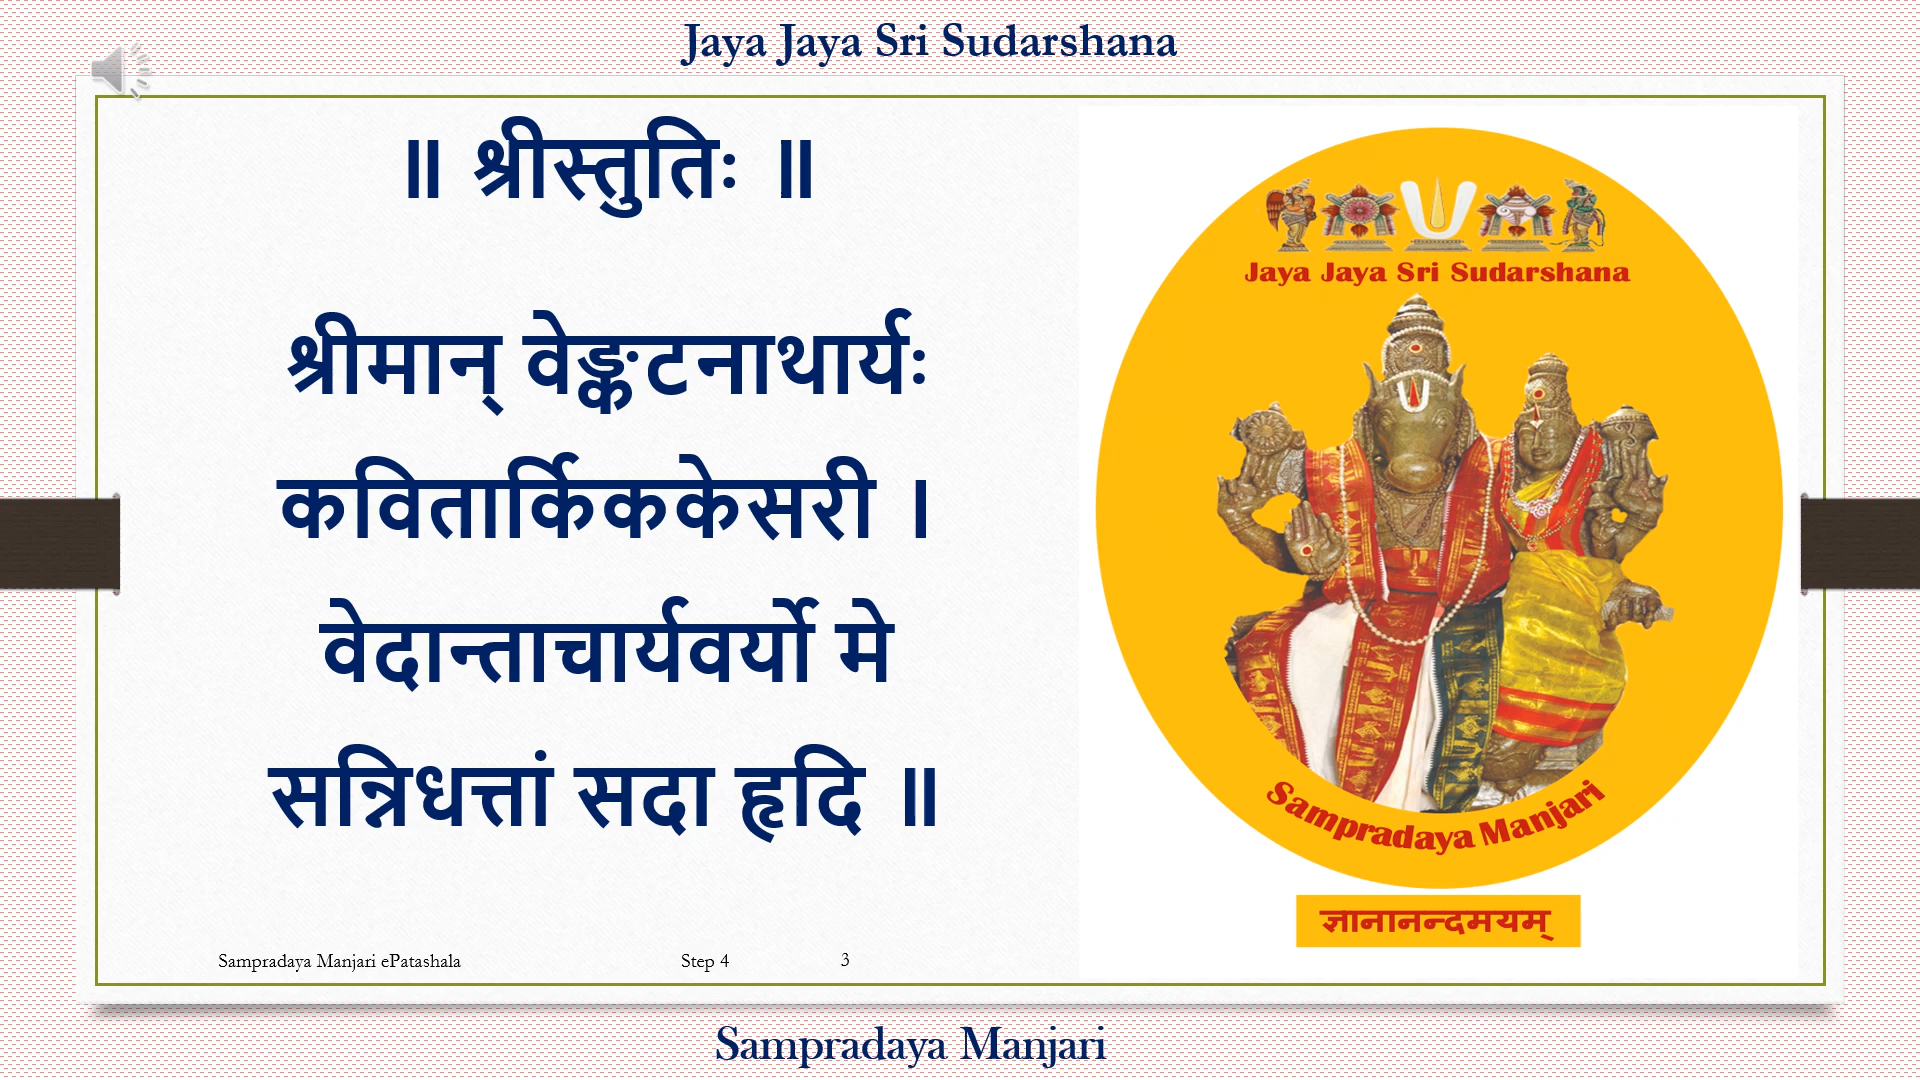 Jaya Jaya Sri Sudarshana
॥ श्रीस्तुतिः ॥
श्रीमान् वेङ्कटनाथार्यः
कवितार्किककेसरी ।
वेदान्ताचार्यवर्यो मे
सन्निधत्तां सदा हृदि ॥
Jaya Jaya Sri Sudarshana
Sampradaya Manjari
ज्ञानानन्दमयम्
Sampradaya Manjari ePatashala Step 4 3
Sampradaya Manjari